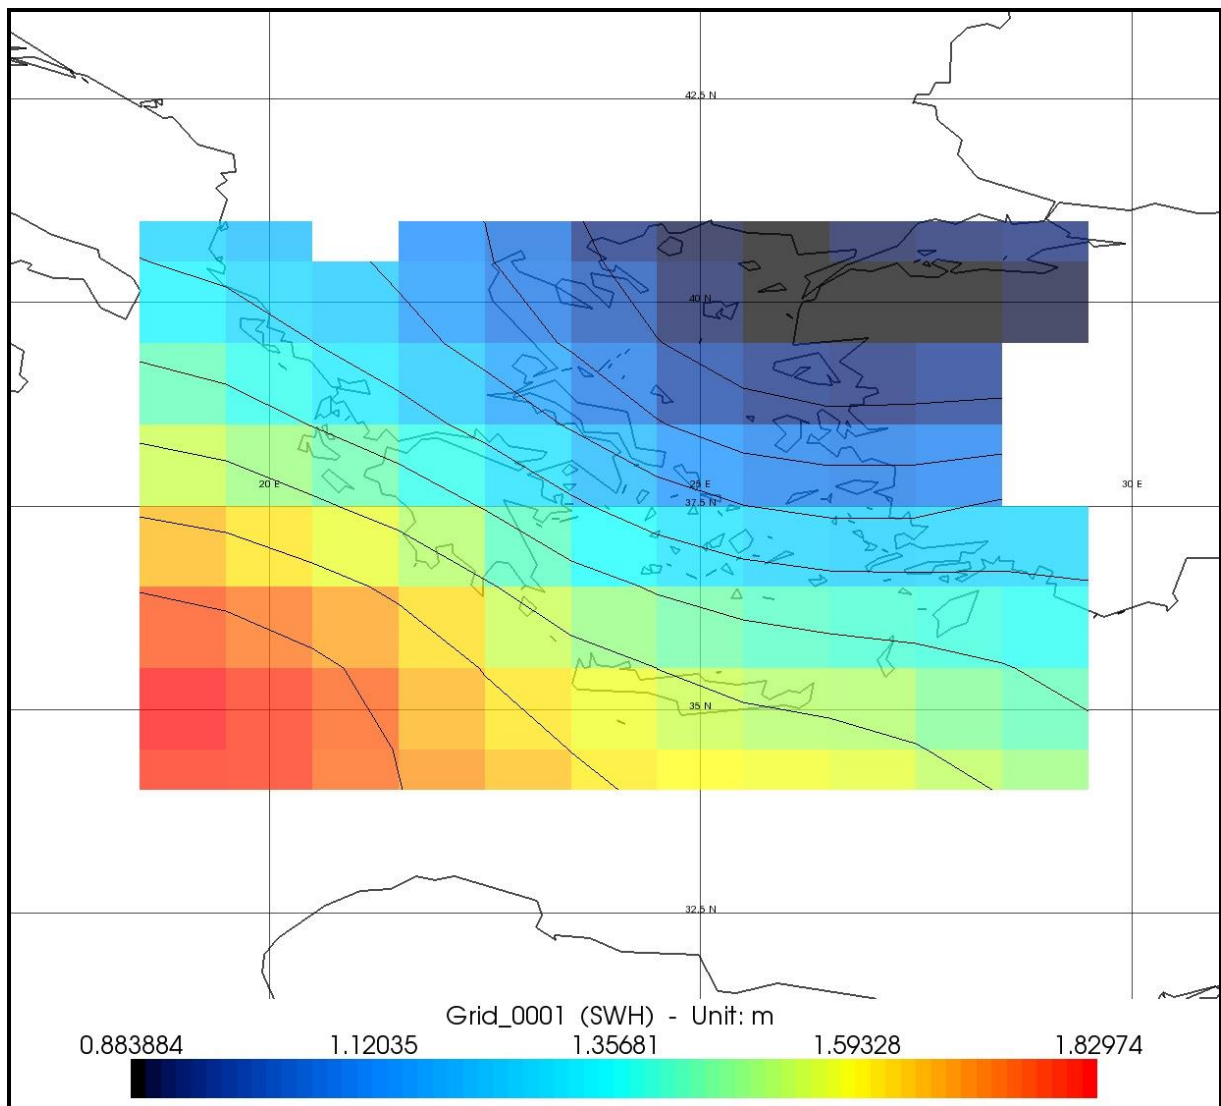 42.5 N
40 N
20 E
25 E
30 E
37.5 N
35 N
32.5 N
Grid_0001 (SWH) - Unit: m
0.883884 1.12035 1.35681 1.59328 1.82974